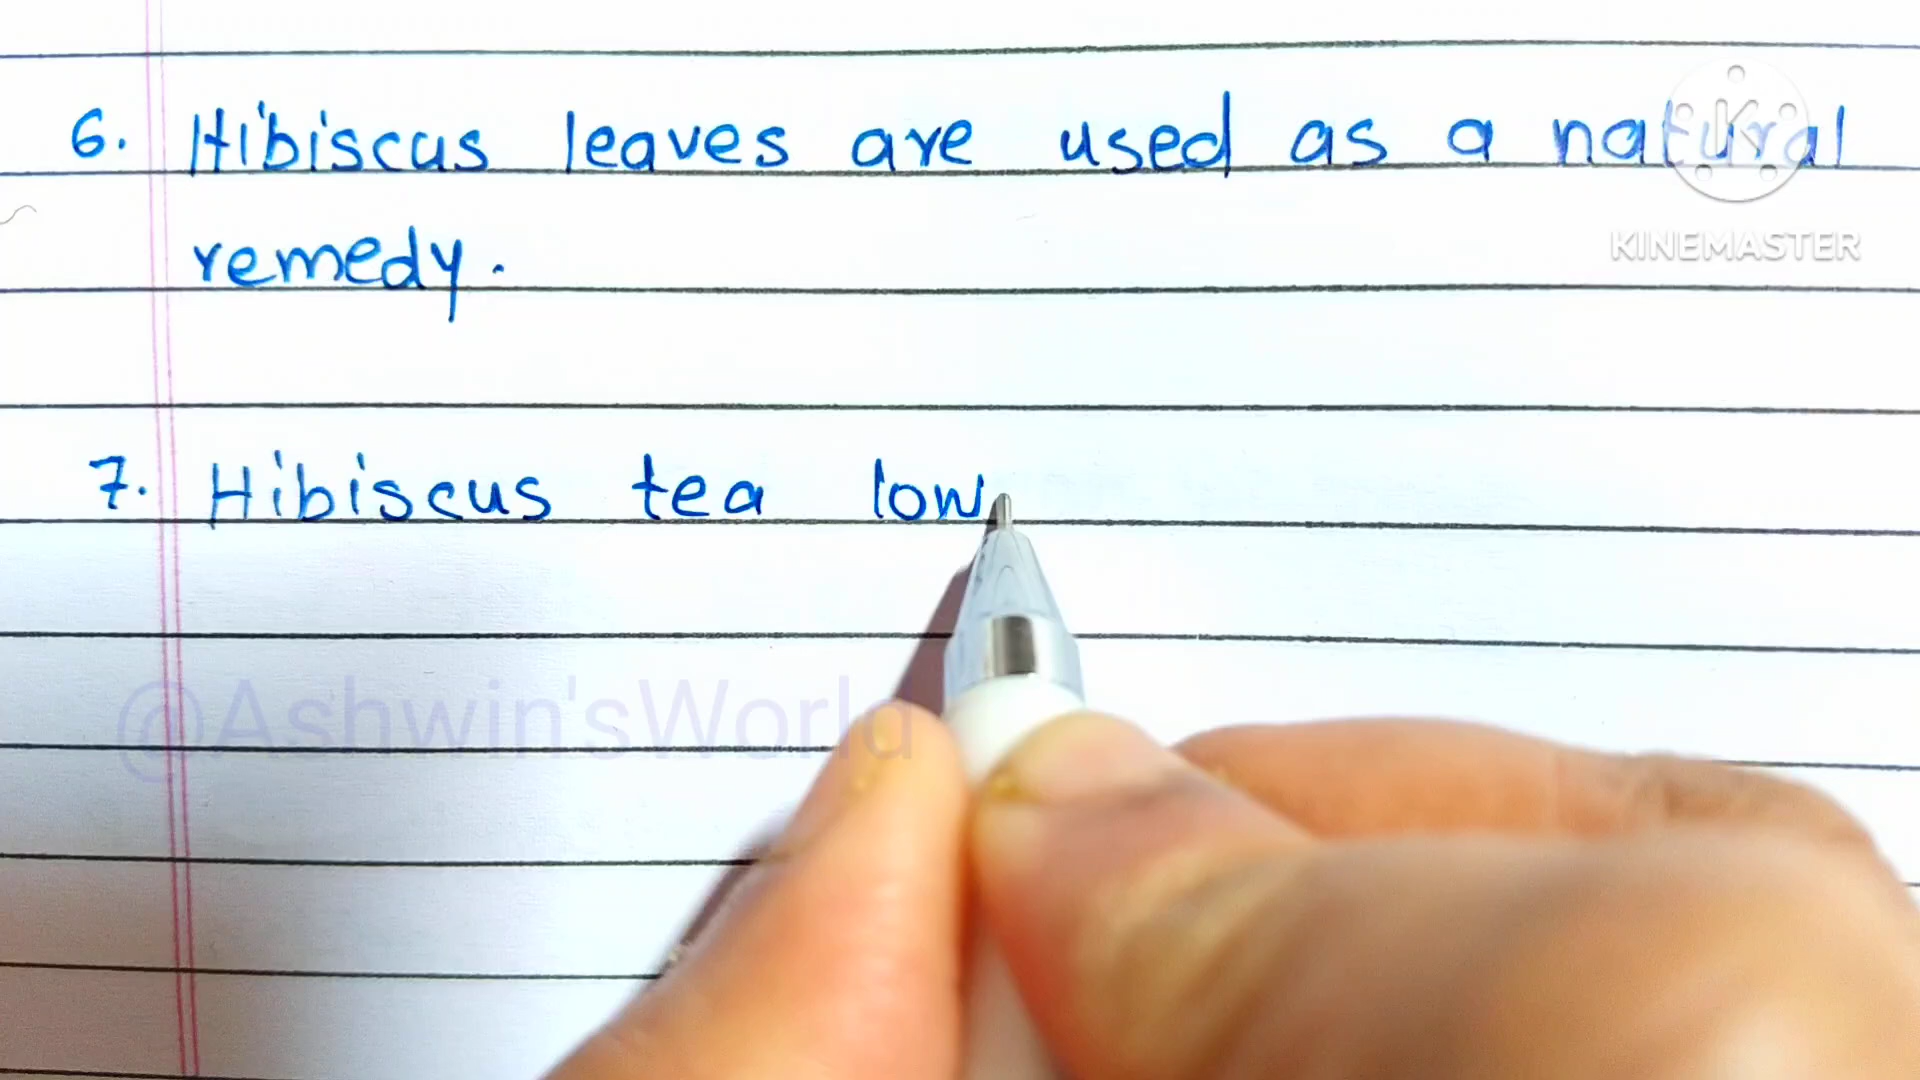 6. Hibiscus leaves are used as a natural
remedy.
KINEMASTER
7. Hibiscus tea low
@Ashwin'sWorld